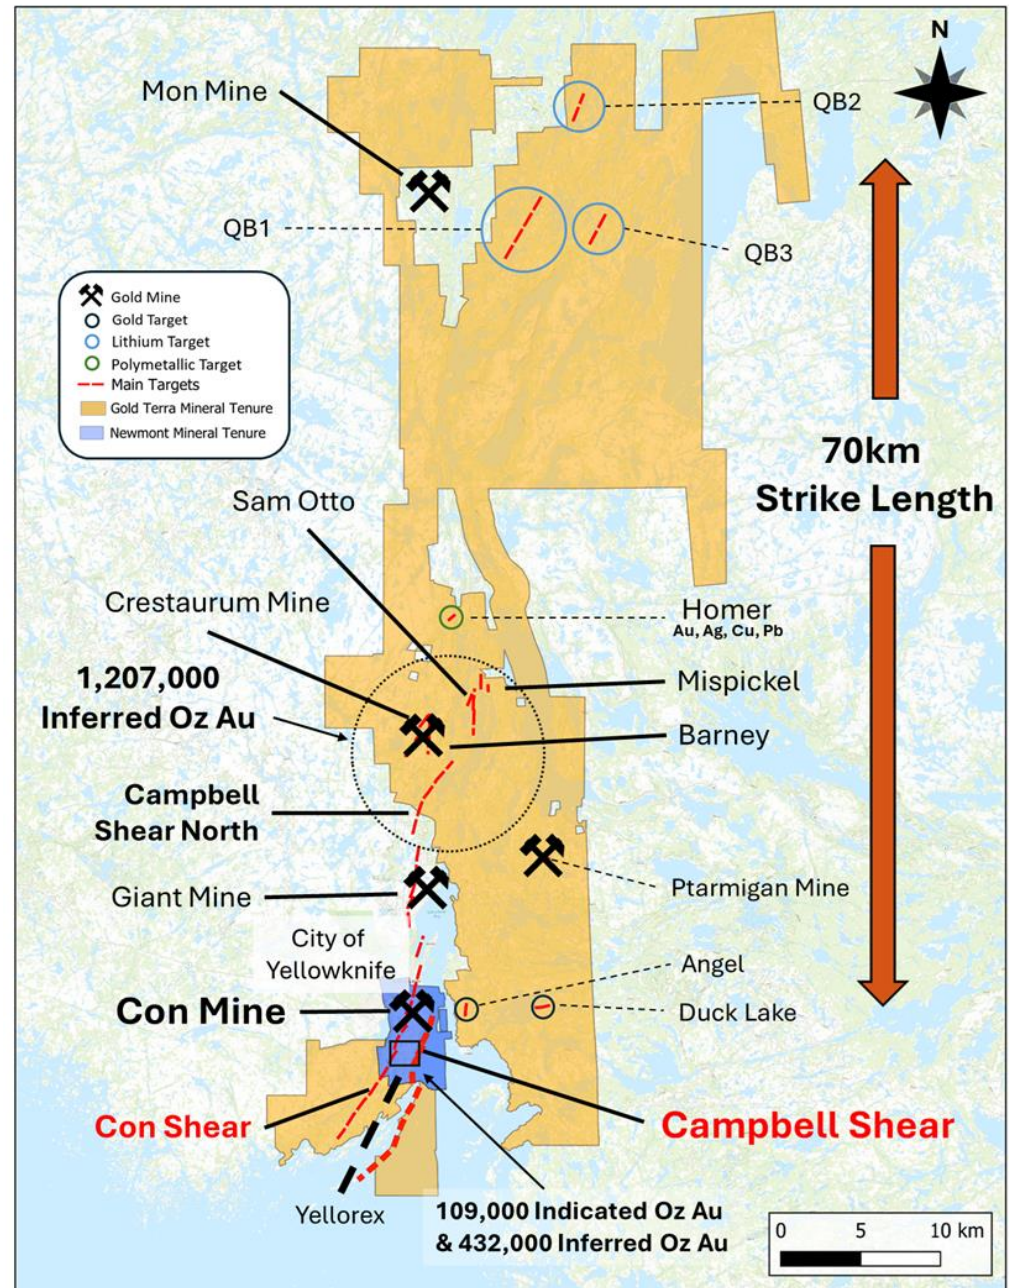 N
Mon Mine
QB2
QB1
QB3
Gold Mine
Gold Target
Lithium Target
Polymetallic Target
Main Targets
Gold Terra Mineral Tenure
Newmont Mineral Tenure
70km
Strike Length
Sam Otto
Crestaurum Mine
Homer
Au, Ag, Cu, Pb
1,207,000
Inferred Oz Au
Mispickel
Barney
Campbell
Shear North
Giant Mine
Ptarmigan Mine
City of
Yellowknife
Angel
Con Mine
Duck Lake
Con Shear
Campbell Shear
Yellorex
109,000 Indicated Oz Au
& 432,000 Inferred Oz Au
0 5 10 km